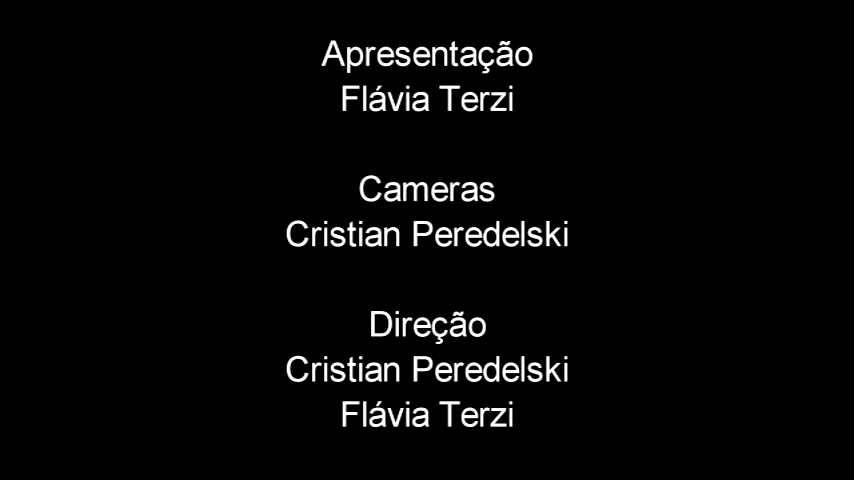 Apresentação
Flávia Terzi
Cameras
Cristian Peredelski
Direção
Cristian Peredelski
Flávia Terzi